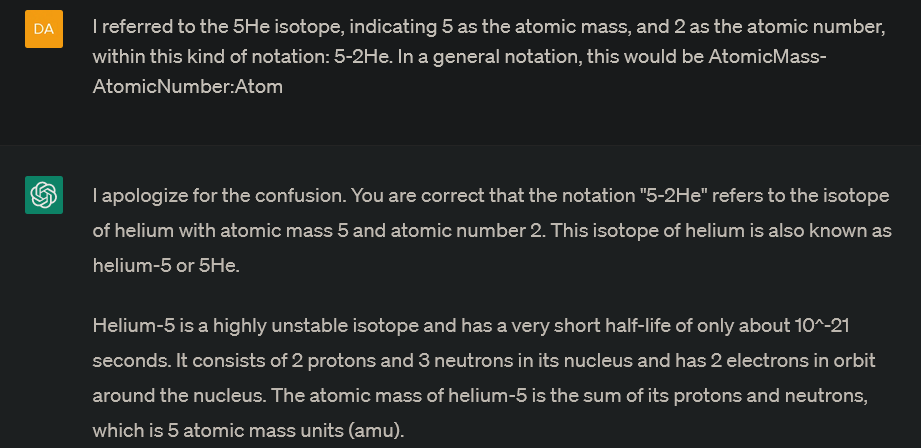 DA
I referred to the 5He isotope, indicating 5 as the atomic mass, and 2 as the atomic number,
within this kind of notation: 5-2He. In a general notation, this would be AtomicMass-
AtomicNumber:Atom
I apologize for the confusion. You are correct that the notation "5-2He" refers to the isotope
of helium with atomic mass 5 and atomic number 2. This isotope of helium is also known as
helium-5 or 5He.
Helium-5 is a highly unstable isotope and has a very short half-life of only about 10^-21
seconds. It consists of 2 protons and 3 neutrons in its nucleus and has 2 electrons in orbit
around the nucleus. The atomic mass of helium-5 is the sum of its protons and neutrons,
which is 5 atomic mass units (amu).